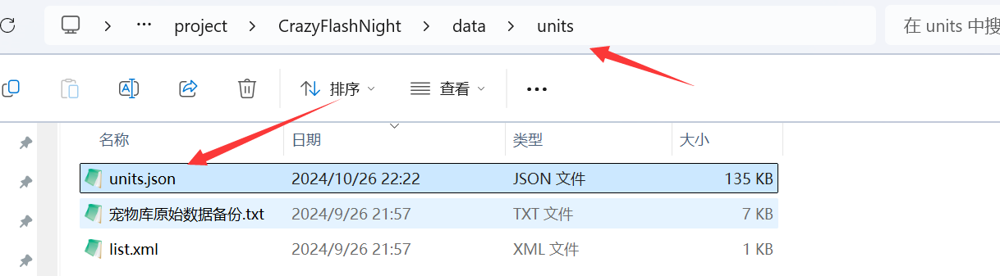 … project CrazyFlashNight data units 在 units 中搜
排序 查看 …
名称 日期 类型 大小
units.json 2024/10/26 22:22 JSON 文件 135 KB
宠物库原始数据备份.txt 2024/9/26 21:57 TXT 文件 7 KB
list.xml 2024/9/26 21:57 XML 文件 1 KB